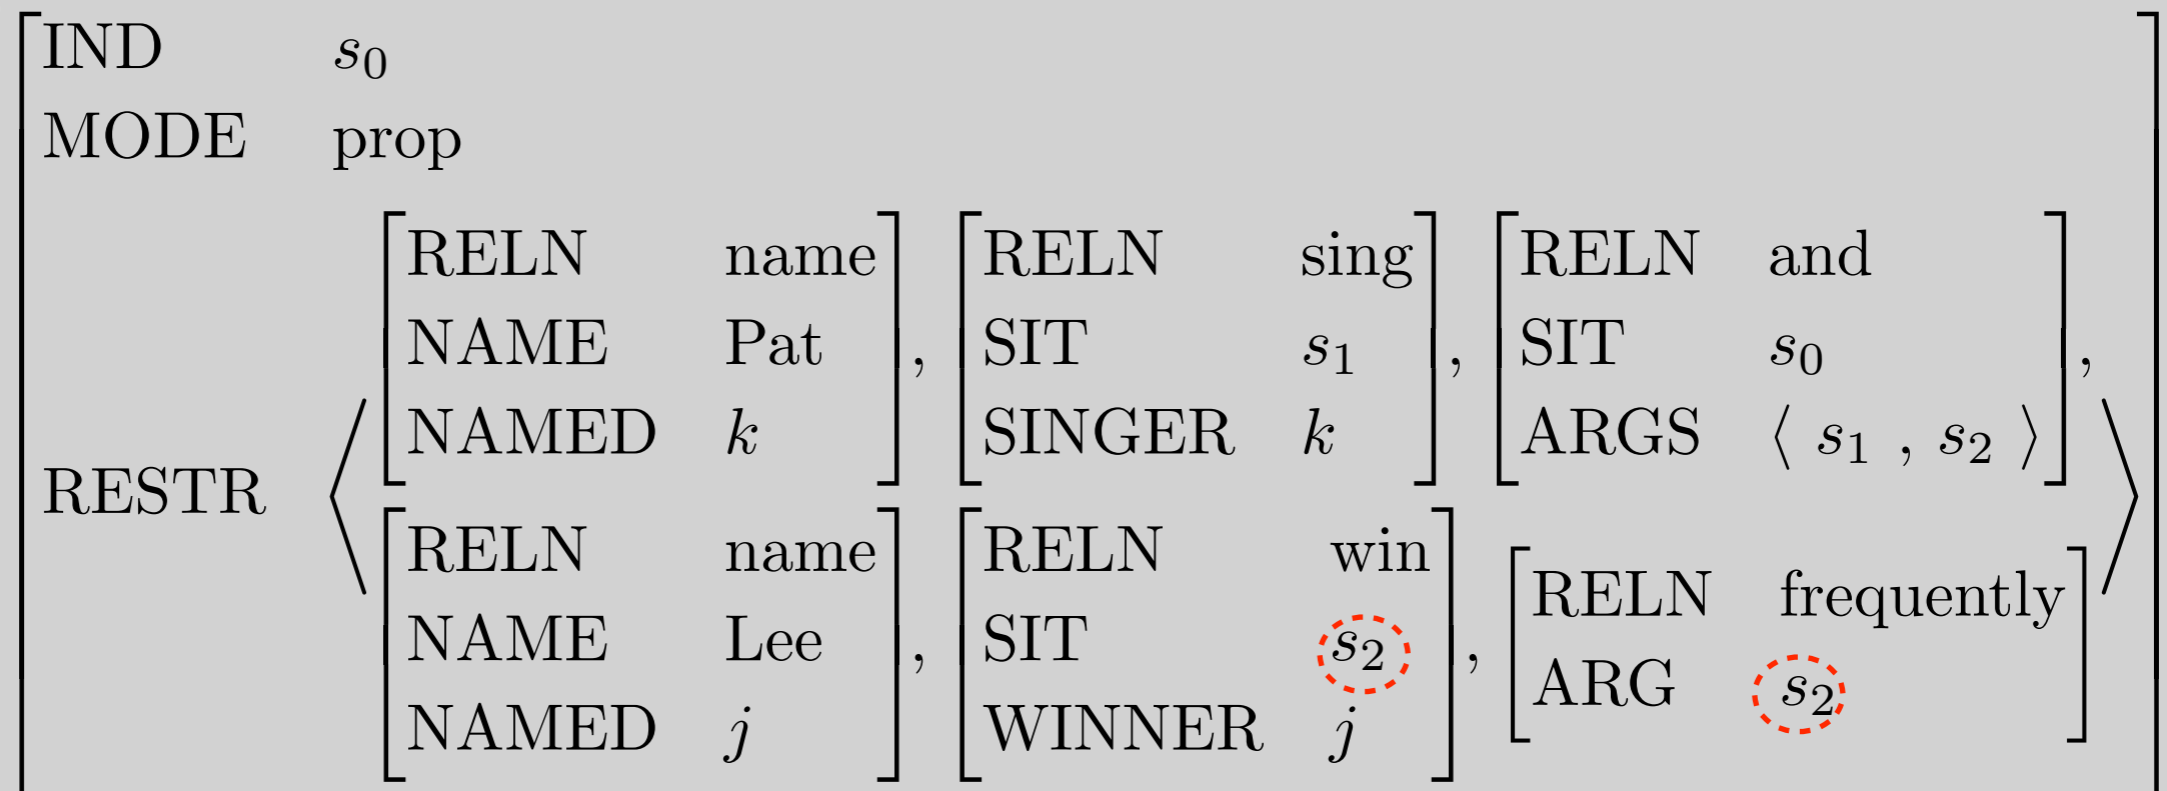 IND s₀
MODE prop
RELN name RELN sing RELN and
NAME Pat , SIT s₁ , SIT s₀ ,
NAMED k SINGER k ARGS ⟨ s₁ , s₂ ⟩
RESTR ⟨ ⟩
RELN name RELN win RELN frequently
NAME Lee , SIT s₂ , ARG s₂
NAMED j WINNER j